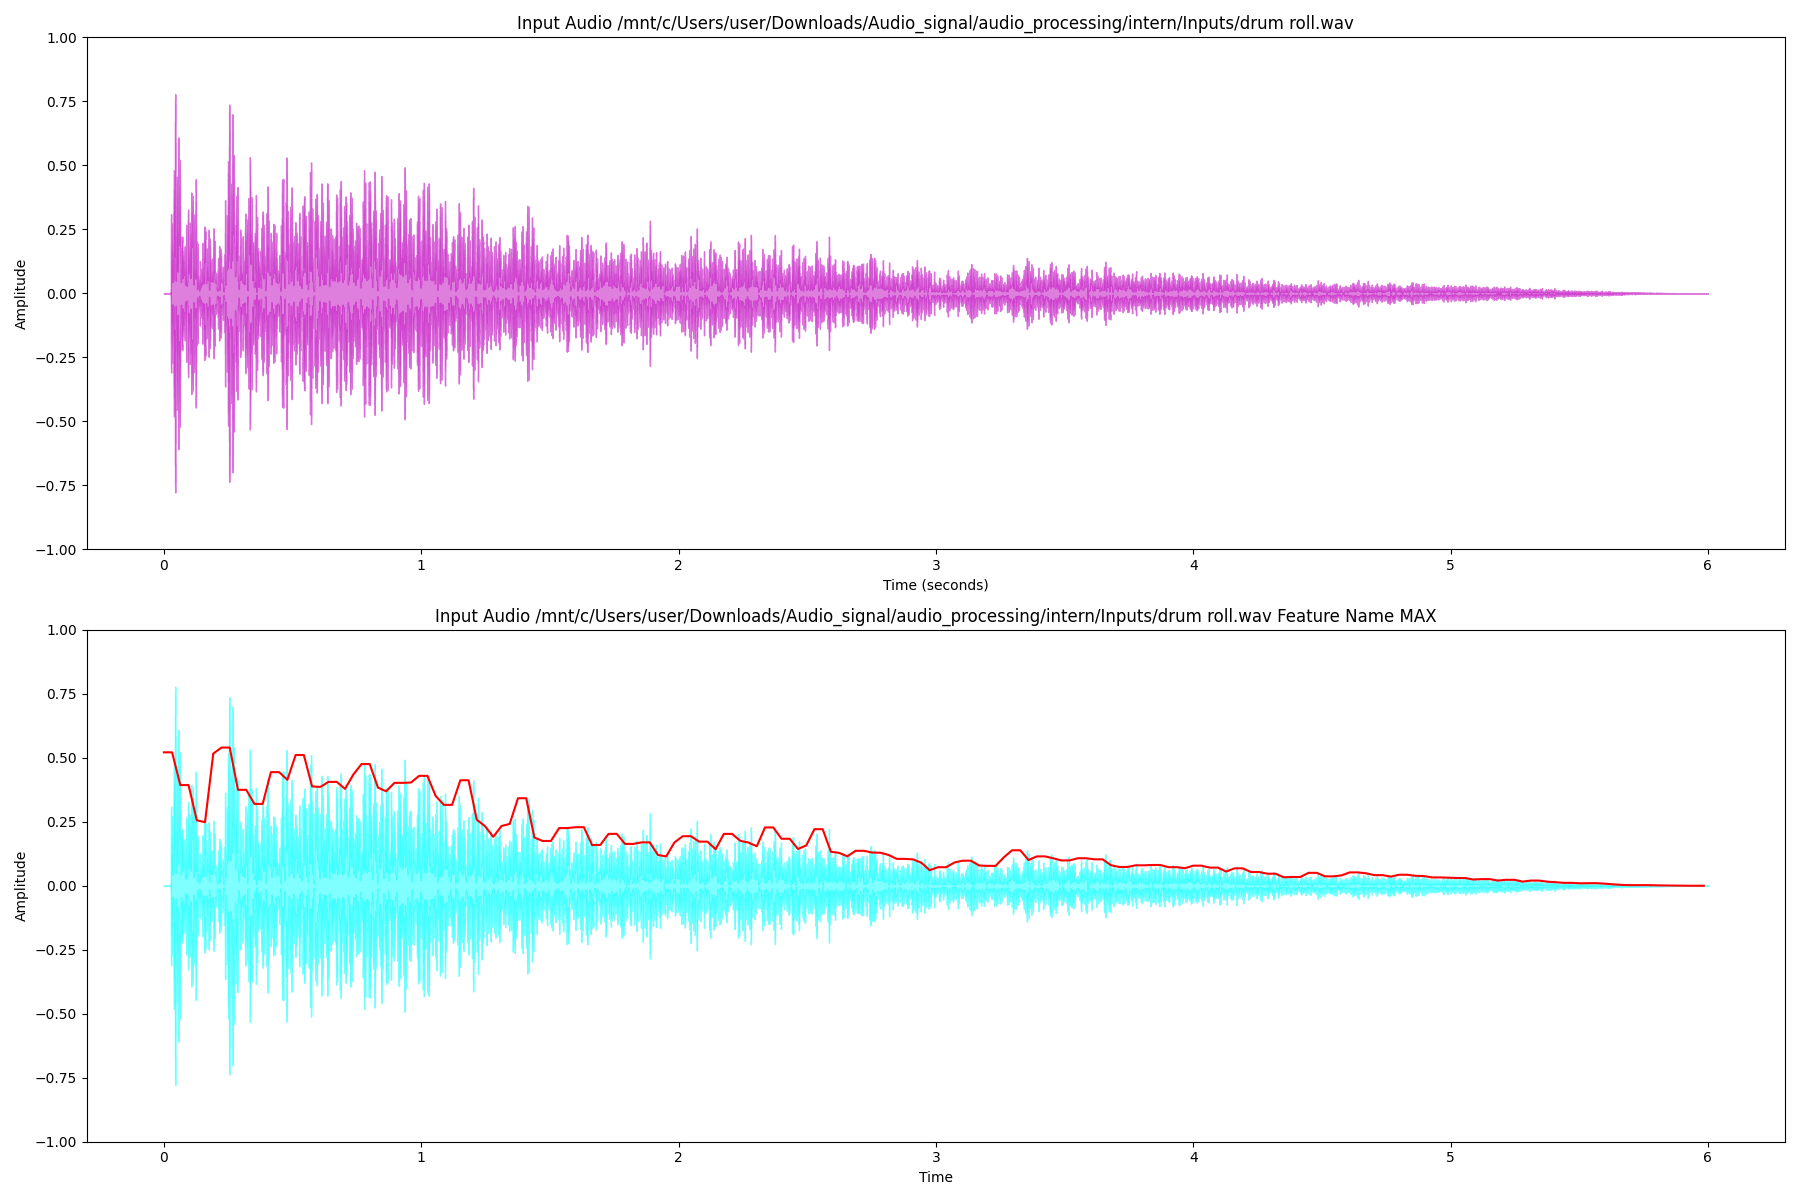 Input Audio /mnt/c/Users/user/Downloads/Audio_signal/audio_processing/intern/Inputs/drum roll.wav
1.00
0.75
0.50
0.25
0.00
−0.25
−0.50
−0.75
−1.00
Amplitude
0 1 2 3 4 5 6
Time (seconds)
Input Audio /mnt/c/Users/user/Downloads/Audio_signal/audio_processing/intern/Inputs/drum roll.wav Feature Name MAX
1.00
0.75
0.50
0.25
0.00
−0.25
−0.50
−0.75
−1.00
Amplitude
0 1 2 3 4 5 6
Time